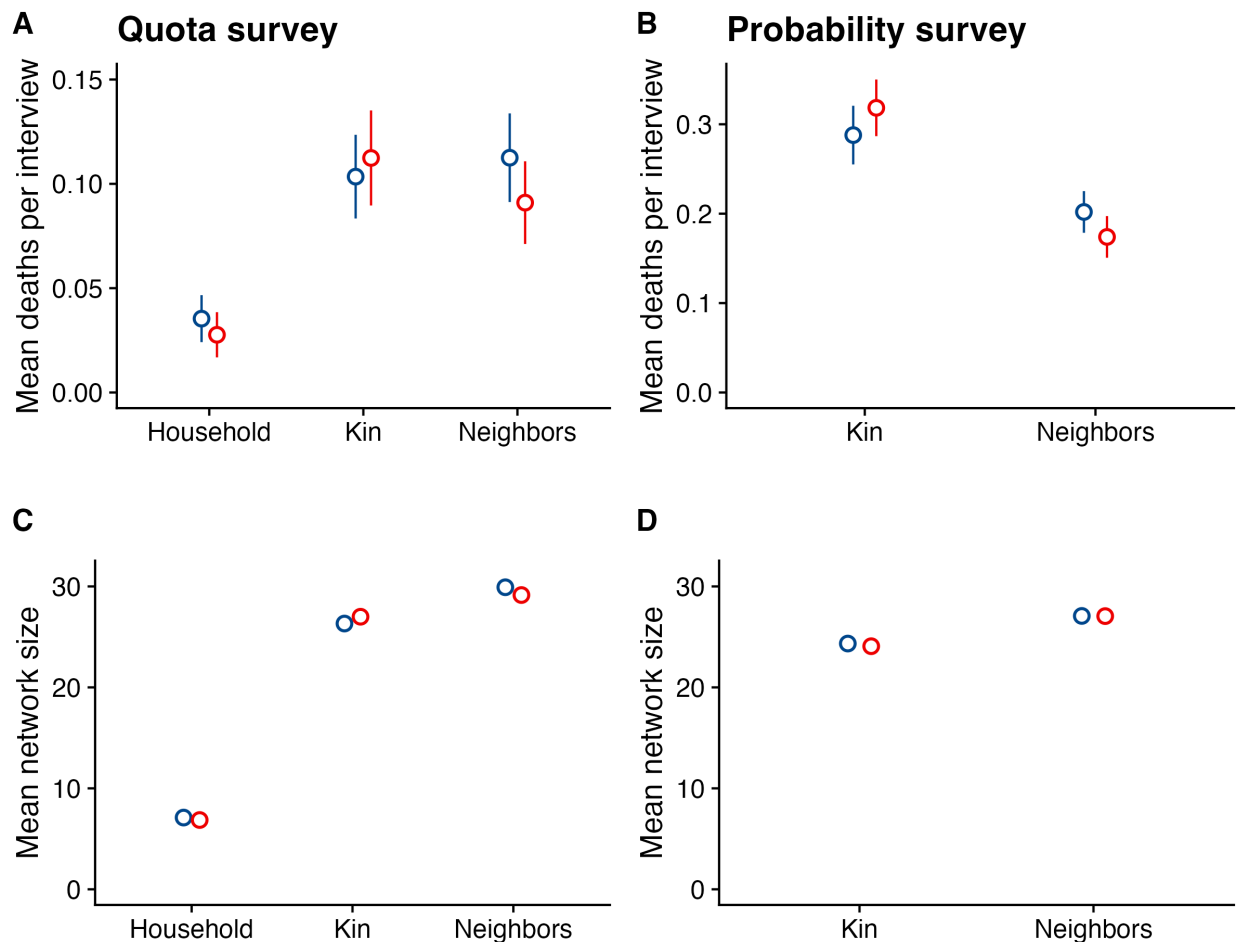 A
Quota survey
Mean deaths per interview
0.15
0.10
0.05
0.00
Household Kin Neighbors
B
Probability survey
Mean deaths per interview
0.3
0.2
0.1
0.0
Kin Neighbors
C
Mean network size
30
20
10
0
Household Kin Neighbors
D
Mean network size
30
20
10
0
Kin Neighbors